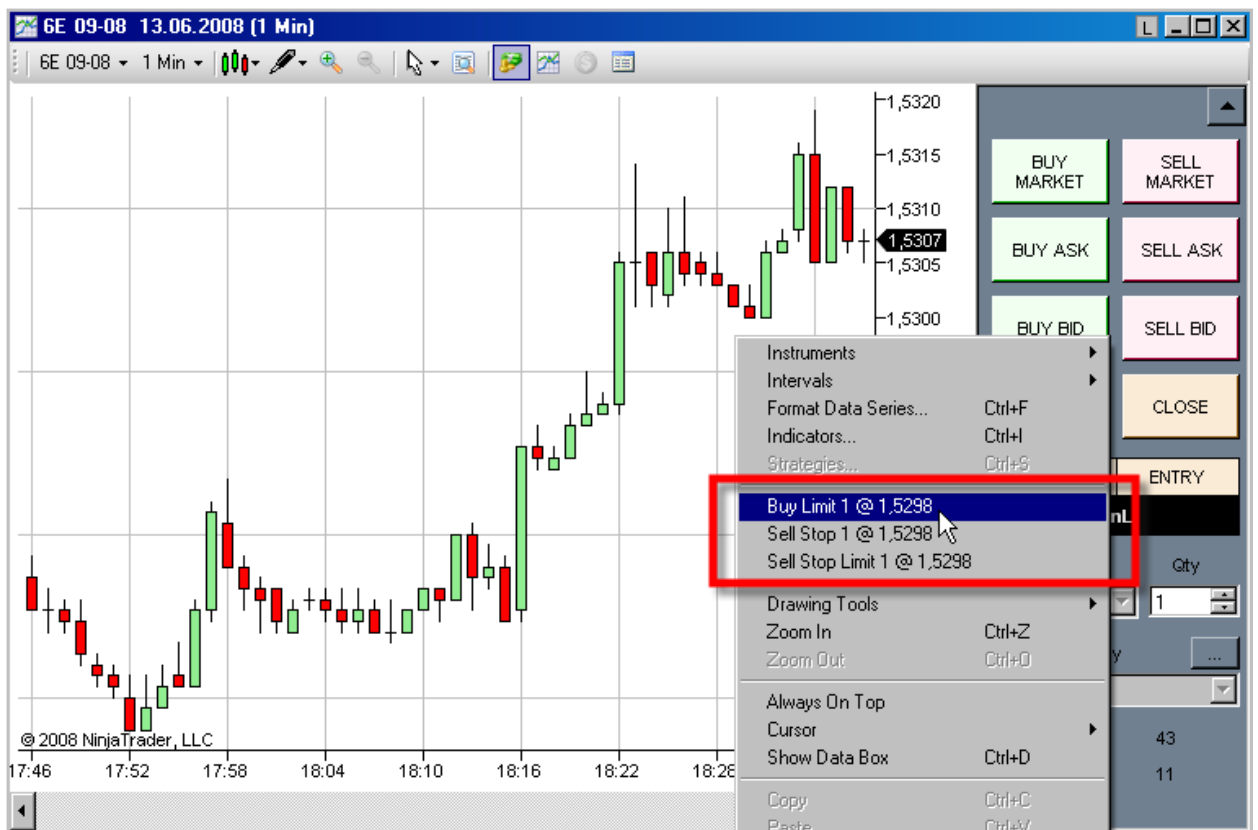 6E 09-08 13.06.2008 (1 Min)
L
6E 09-08 1 Min
1,5320
1,5315
1,5310
1,5307
1,5305
1,5300
BUY MARKET
SELL MARKET
BUY ASK
SELL ASK
BUY BID
SELL BID
CLOSE
ENTRY
nL
Qty
1
y
...
43
11
Instruments
Intervals
Format Data Series... Ctrl+F
Indicators... Ctrl+I
Strategies... Ctrl+S
Buy Limit 1 @ 1,5298
Sell Stop 1 @ 1,5298
Sell Stop Limit 1 @ 1,5298
Drawing Tools
Zoom In Ctrl+Z
Zoom Out Ctrl+O
Always On Top
Cursor
Show Data Box Ctrl+D
Copy Ctrl+C
Paste Ctrl+V
© 2008 NinjaTrader, LLC
17:46 17:52 17:58 18:04 18:10 18:16 18:22 18:28